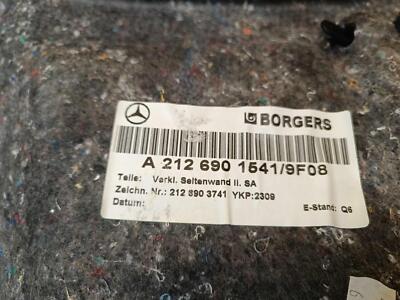 BORGERS
A 212 690 1541/9F08
Teile: Verkl. Seitenwand li. SA
Zeichn. Nr.: 212 690 3741 YKP:2309
Datum: E-Stand: Q6